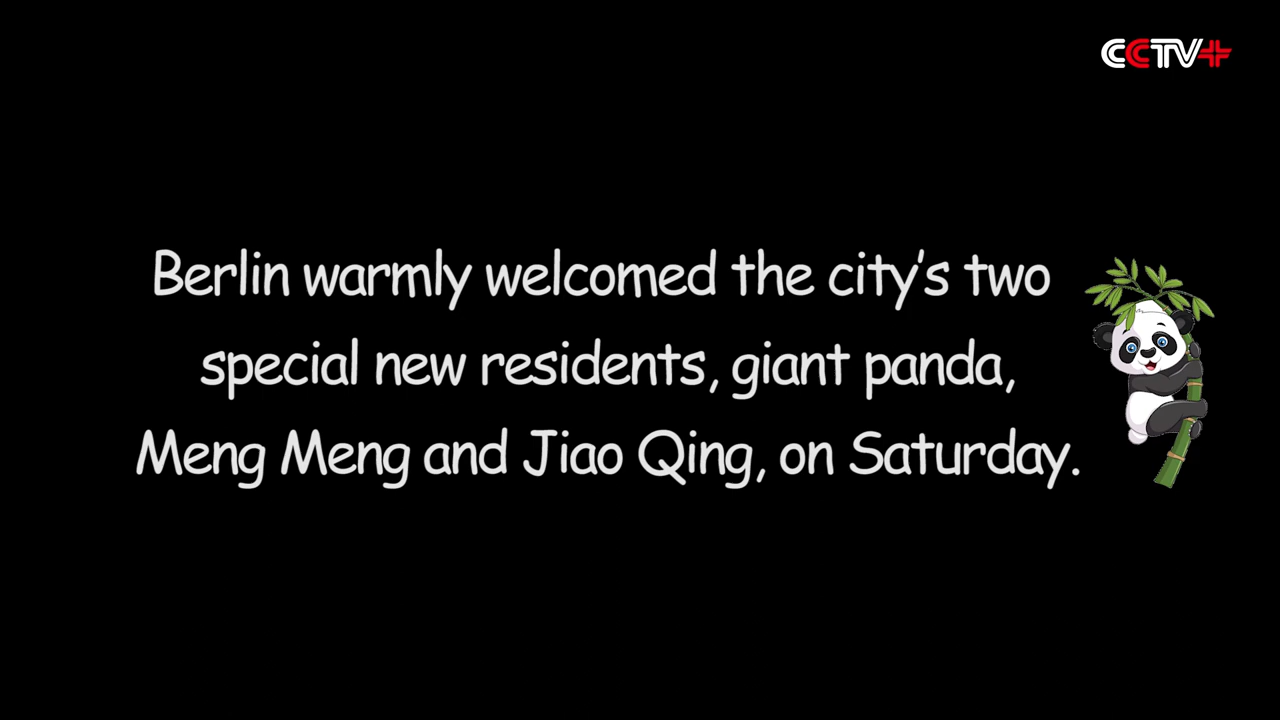 CCTV+
Berlin warmly welcomed the city's two
special new residents, giant panda,
Meng Meng and Jiao Qing, on Saturday.